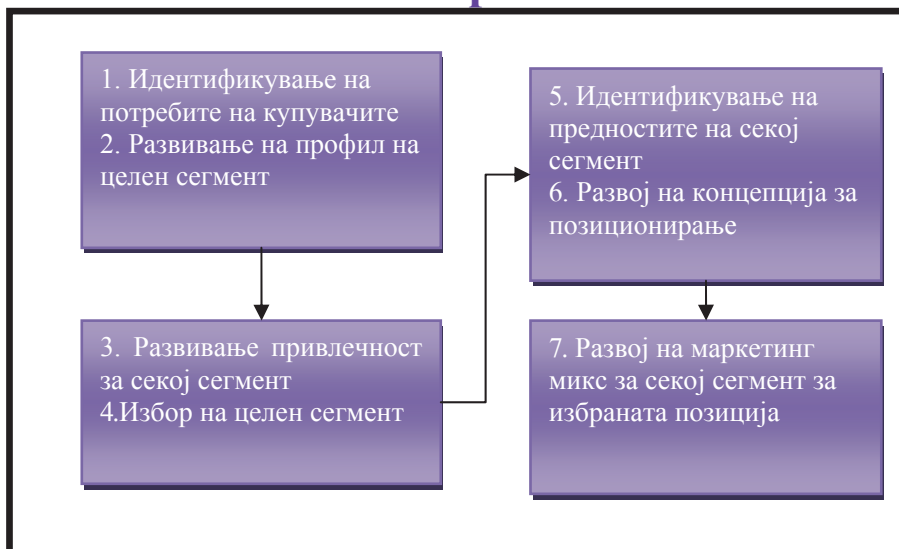 1. Идентификување на
потребите на купувачите
2. Развивање на профил на
целен сегмент
3. Развивање привлечност
за секој сегмент
4.Избор на целен сегмент
5. Идентификување на
предностите на секој
сегмент
6. Развој на концепција за
позиционирање
7. Развој на маркетинг
микс за секој сегмент за
избраната позиција